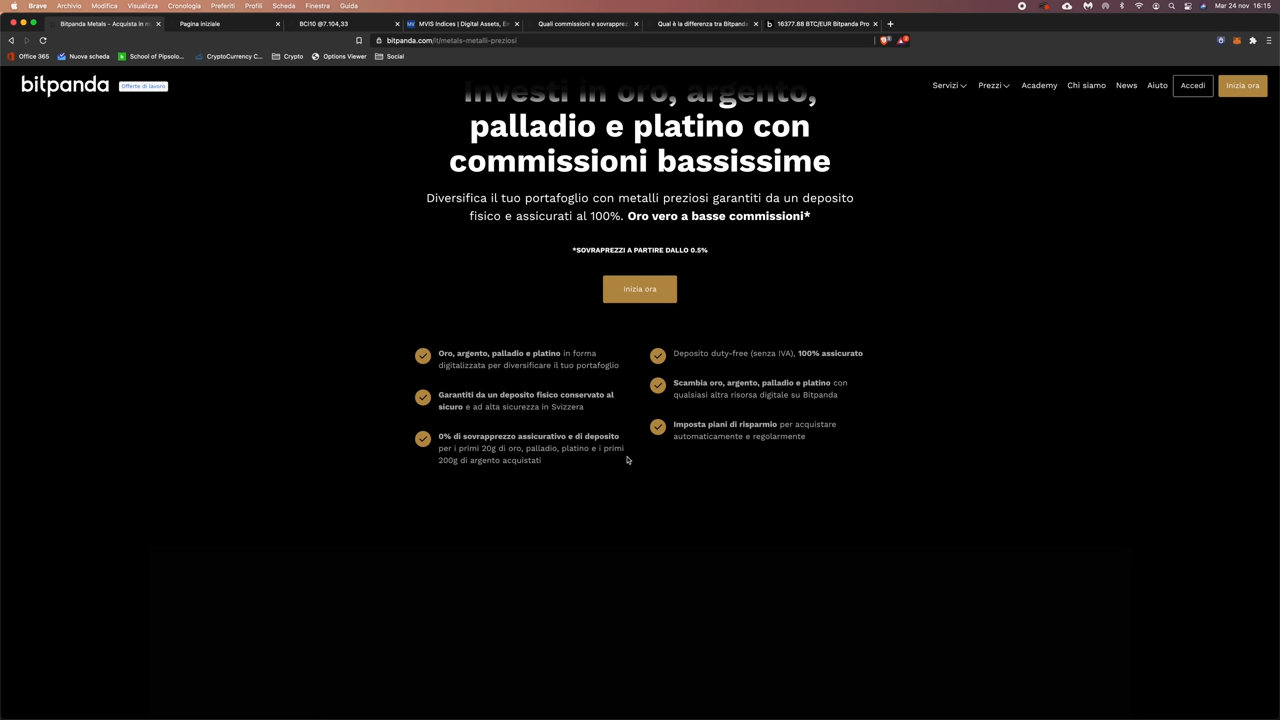 Brave Archivio Modifica Visualizza Cronologia Preferiti Profili Scheda Finestra Guida Mar 24 nov 16:15
Bitpanda Metals - Acquista in m Pagina iniziale BCI10 @7.104,33 MVIS Indices | Digital Assets, E Quali commissioni e sovrapprez Qual è la differenza tra Bitpanda 16377.88 BTC/EUR Bitpanda Pro
bitpanda.com/it/metals-metalli-preziosi
Office 365 Nuova scheda School of Pipsolo... CryptoCurrency C... Crypto Options Viewer Social
bitpanda Offerte di lavoro Servizi Prezzi Academy Chi siamo News Aiuto Accedi Inizia ora
Investi in oro, argento,
palladio e platino con
commissioni bassissime
Diversifica il tuo portafoglio con metalli preziosi garantiti da un deposito
fisico e assicurati al 100%. Oro vero a basse commissioni*
*SOVRAPREZZI A PARTIRE DALLO 0.5%
Inizia ora
Oro, argento, palladio e platino in forma
digitalizzata per diversificare il tuo portafoglio
Garantiti da un deposito fisico conservato al
sicuro e ad alta sicurezza in Svizzera
0% di sovrapprezzo assicurativo e di deposito
per i primi 20g di oro, palladio, platino e i primi
200g di argento acquistati
Deposito duty-free (senza IVA), 100% assicurato
Scambia oro, argento, palladio e platino con
qualsiasi altra risorsa digitale su Bitpanda
Imposta piani di risparmio per acquistare
automaticamente e regolarmente